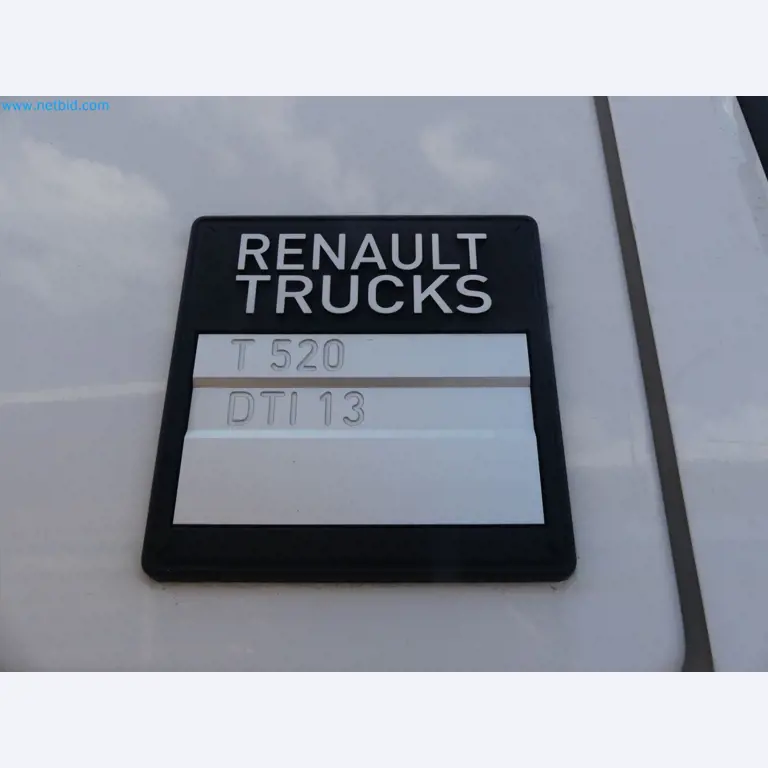 www.netbid.com
RENAULT
TRUCKS
T 520
DTI 13